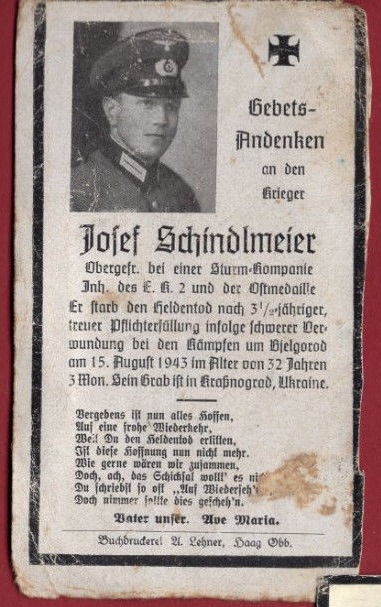 Gebets-
Andenken
an den
Krieger
Josef Schindlmeier
Obergefr. bei einer Sturm-Kompanie
Inh. des E. K. 2 und der Ostmedaille
Er starb den Heldentod nach 3 1/2-jähriger,
treuer Pflichterfüllung infolge schwerer Ver-
wundung bei den Kämpfen um Bjelgorod
am 15. August 1943 im Alter von 32 Jahren
3 Mon. Sein Grab ist in Kraßnograd, Ukraine.
Vergebens ist nun alles Hoffen,
Auf eine frohe Wiederkehr,
Weil Du den Heldentod erlitten,
Ist diese Hoffnung nun nicht mehr.
Wie gerne wären wir zusammen,
Doch, ach, das Schicksal wollt' es
Du schriebst so oft „Auf Wiederseh'n
Doch nimmer sollte dies gescheh'n.
Vater unser. Ave Maria.
Buchdruckerei A. Lehner, Haag Obb.